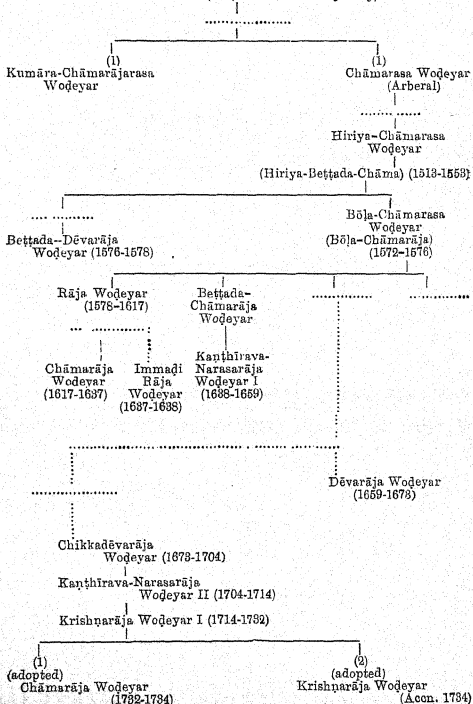 (1)
(1)
Kumāra-Chāmarājarasa
Woḍeyar
Chāmarasa Woḍeyar
(Arberal)
Hiriya-Chāmarasa
Woḍeyar
(Hiriya-Beṭṭada-Chāma) (1513-1553)
Beṭṭada--Dēvarāja
Woḍeyar (1576-1578)
Bōḷa-Chāmarasa
Woḍeyar
(Bōḷa-Chāmarāja)
(1572-1576)
Rāja Woḍeyar
(1578-1617)
Beṭṭada-
Chāmarāja
Woḍeyar
Chāmarāja
Woḍeyar
(1617-1637)
Immaḍi
Rāja
Woḍeyar
(1637-1638)
Kaṇṭhīrava-
Narasarāja
Woḍeyar I
(1638-1659)
Dēvarāja Woḍeyar
(1659-1673)
Chikkadēvarāja
Woḍeyar (1673-1704)
Kaṇṭhīrava-Narasarāja
Woḍeyar II (1704-1714)
Krishṇarāja Woḍeyar I (1714-1732)
(1)
(adopted)
Chāmarāja Woḍeyar
(1732-1734)
(2)
(adopted)
Krishṇarāja Woḍeyar
(Accn. 1734)